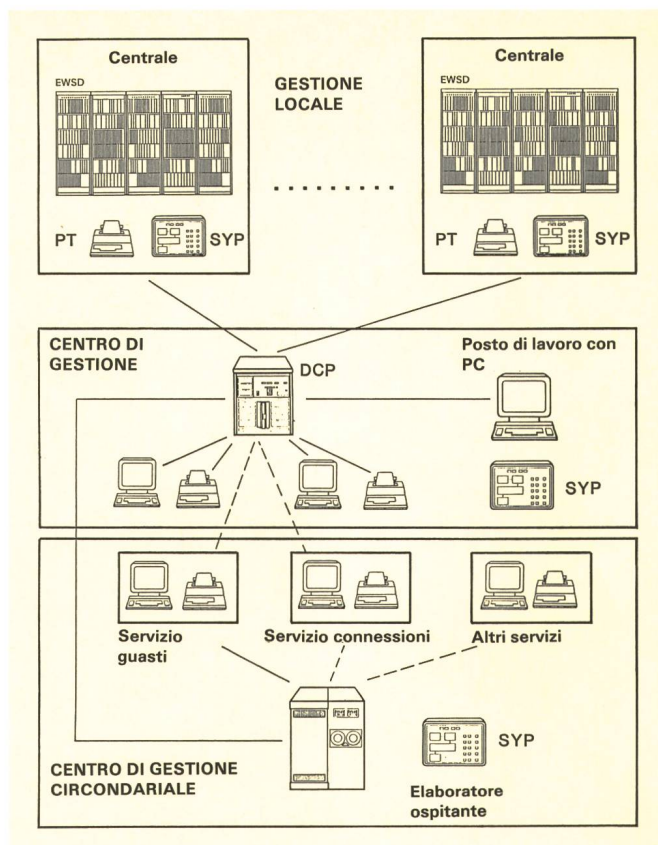 Centrale
EWSD
PT
SYP
GESTIONE
LOCALE
Centrale
EWSD
PT
SYP
CENTRO DI
GESTIONE
DCP
Posto di lavoro con
PC
SYP
Servizio
guasti
Servizio connessioni
Altri servizi
CENTRO DI GESTIONE
CIRCONDARIALE
SYP
Elaboratore
ospitante